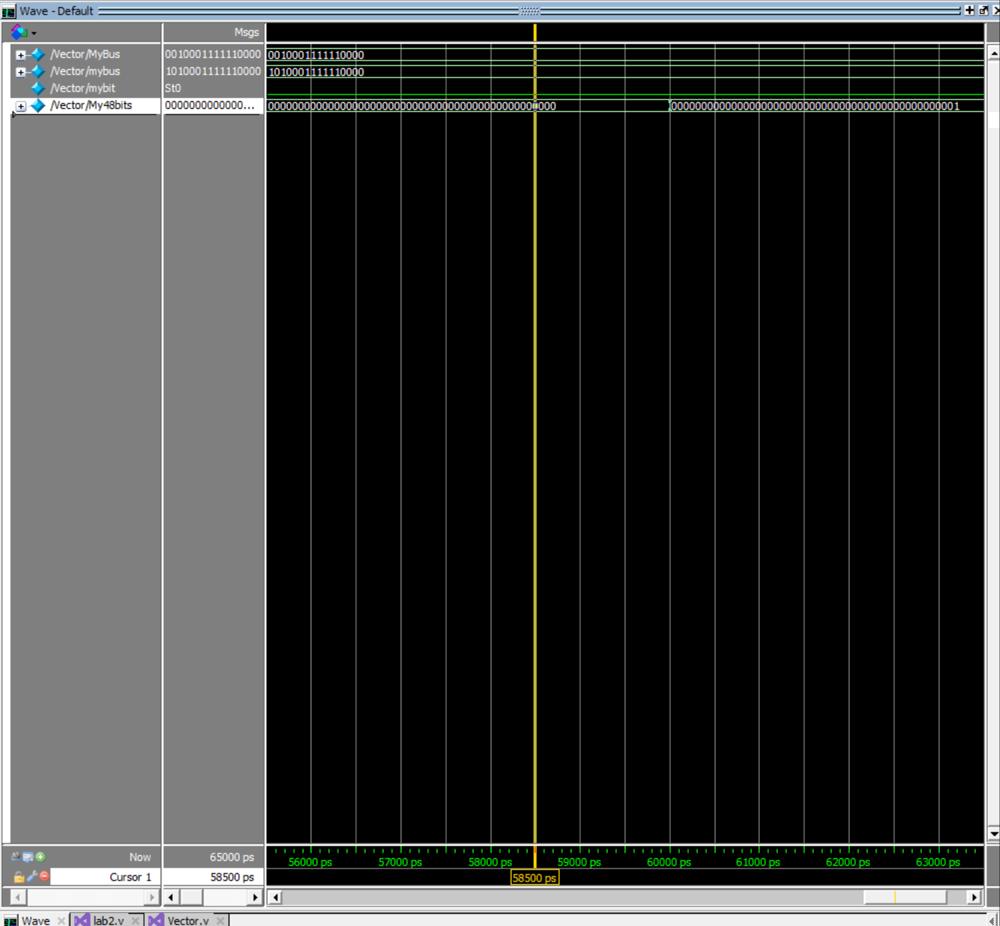 Wave - Default
Msgs
/Vector/MyBus 0010001111110000 0010001111110000
/Vector/mybus 1010001111110000 1010001111110000
/Vector/mybit St0
/Vector/My48bits 0000000000000... 000000000000000000000000000000000000000000000000 000000000000000000000000000000000000000000000001
Now 65000 ps
56000 ps 57000 ps 58000 ps 59000 ps 60000 ps 61000 ps 62000 ps 63000 ps
Cursor 1 58500 ps 58500 ps
Wave lab2.v Vector.v